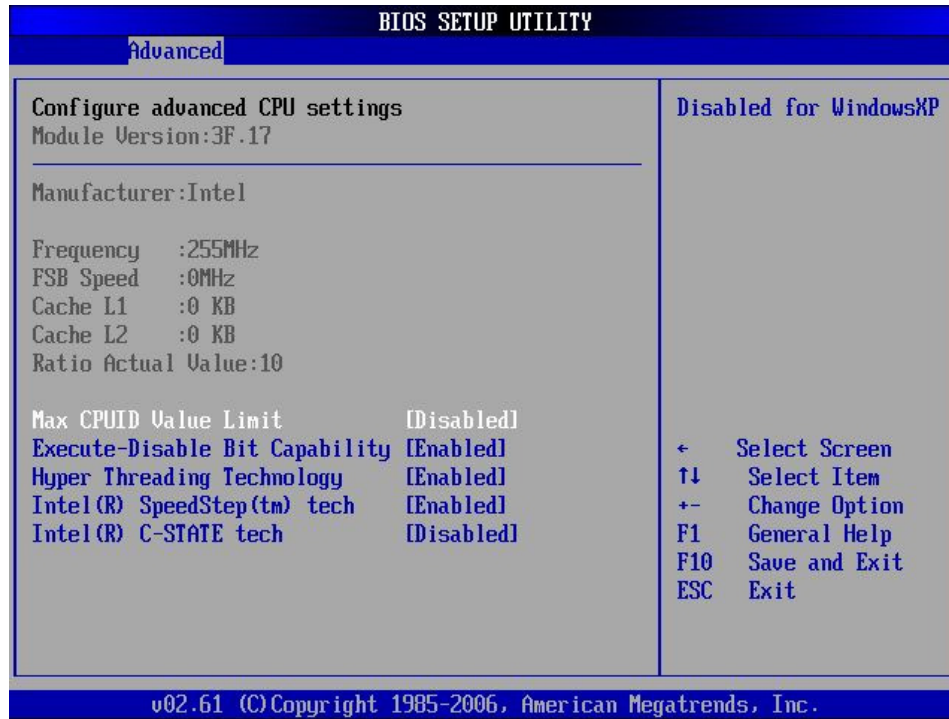 BIOS SETUP UTILITY
Advanced
Configure advanced CPU settings
Module Version:3F.17
Manufacturer:Intel
Frequency :255MHz
FSB Speed :0MHz
Cache L1 :0 KB
Cache L2 :0 KB
Ratio Actual Value:10
Max CPUID Value Limit [Disabled]
Execute-Disable Bit Capability [Enabled]
Hyper Threading Technology [Enabled]
Intel(R) SpeedStep(tm) tech [Enabled]
Intel(R) C-STATE tech [Disabled]
Disabled for WindowsXP
← Select Screen
↑↓ Select Item
+- Change Option
F1 General Help
F10 Save and Exit
ESC Exit
v02.61 (C)Copyright 1985-2006, American Megatrends, Inc.